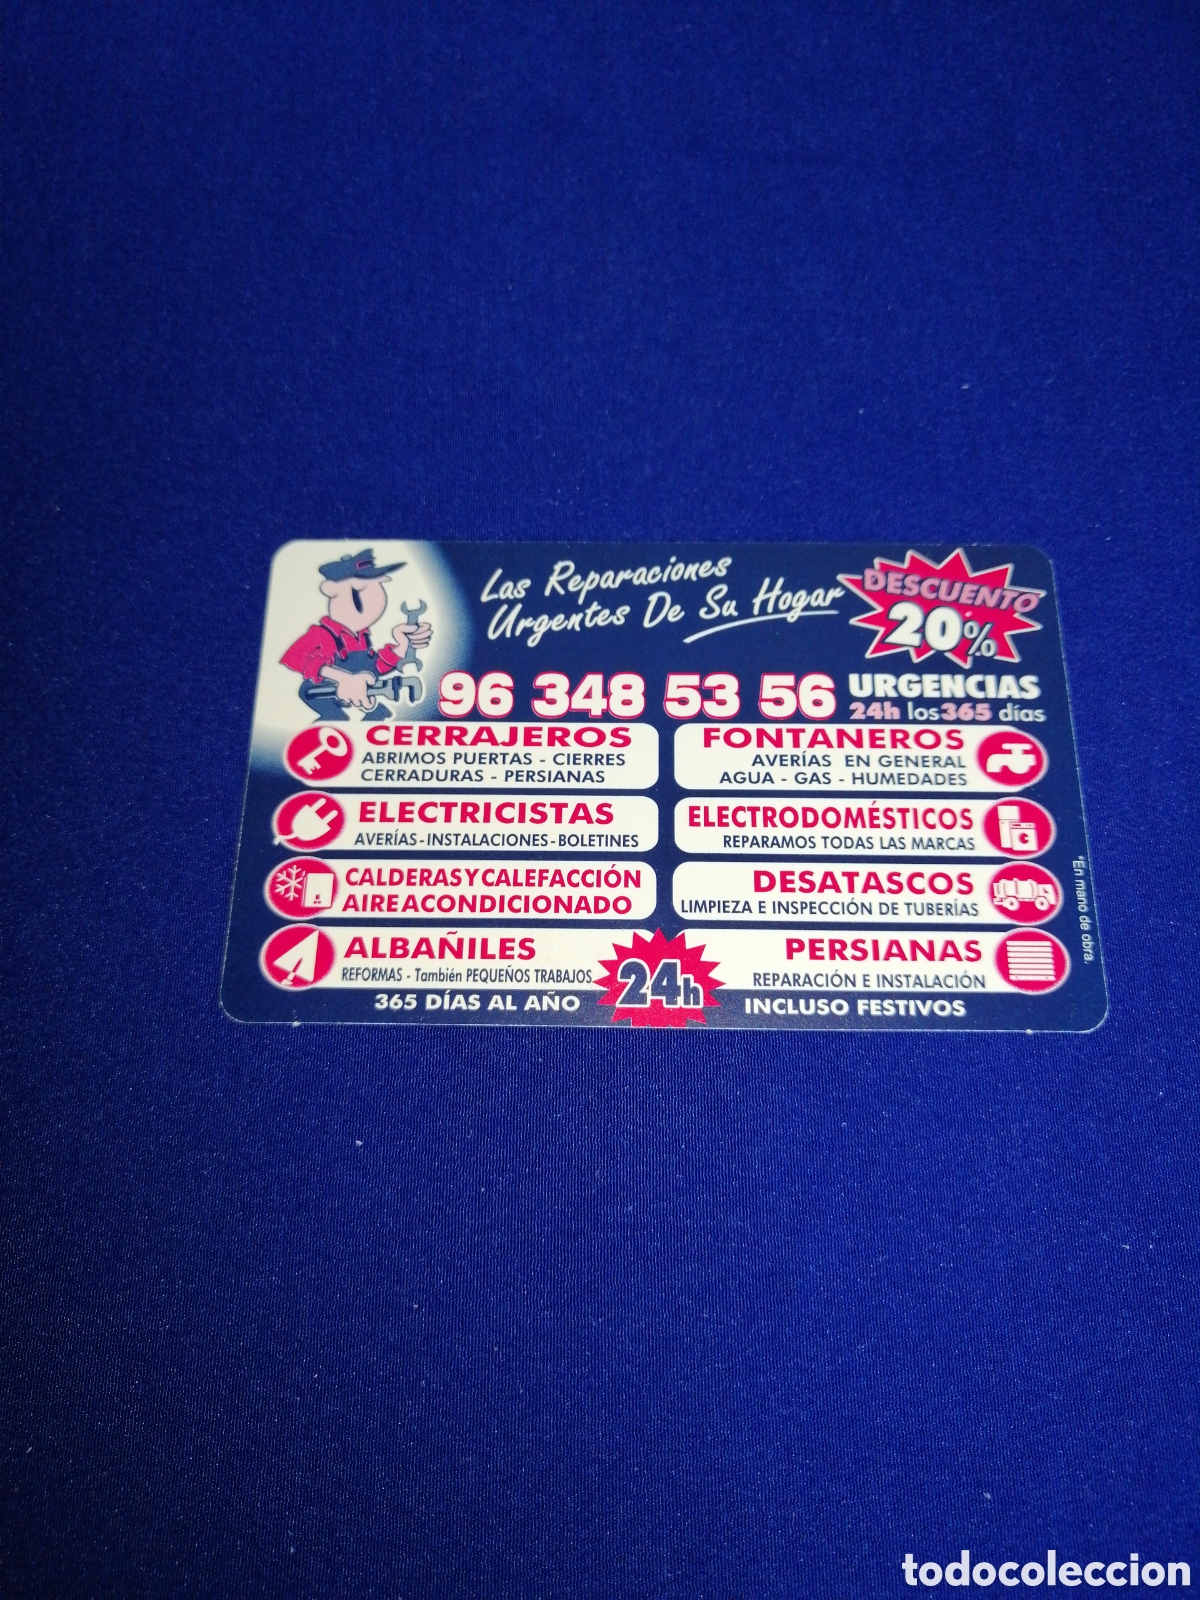 Las Reparaciones
Urgentes De Su Hogar
DESCUENTO
20*%
96 348 53 56
URGENCIAS
24h los 365 días
CERRAJEROS
ABRIMOS PUERTAS - CIERRES
CERRADURAS - PERSIANAS
FONTANEROS
AVERÍAS EN GENERAL
AGUA - GAS - HUMEDADES
ELECTRICISTAS
AVERÍAS - INSTALACIONES - BOLETINES
ELECTRODOMÉSTICOS
REPARAMOS TODAS LAS MARCAS
CALDERAS Y CALEFACCIÓN
AIRE ACONDICIONADO
DESATASCOS
LIMPIEZA E INSPECCIÓN DE TUBERÍAS
ALBAÑILES
REFORMAS - También PEQUEÑOS TRABAJOS
PERSIANAS
REPARACIÓN E INSTALACIÓN
365 DÍAS AL AÑO
24h
INCLUSO FESTIVOS
*En mano de obra.
todocoleccion